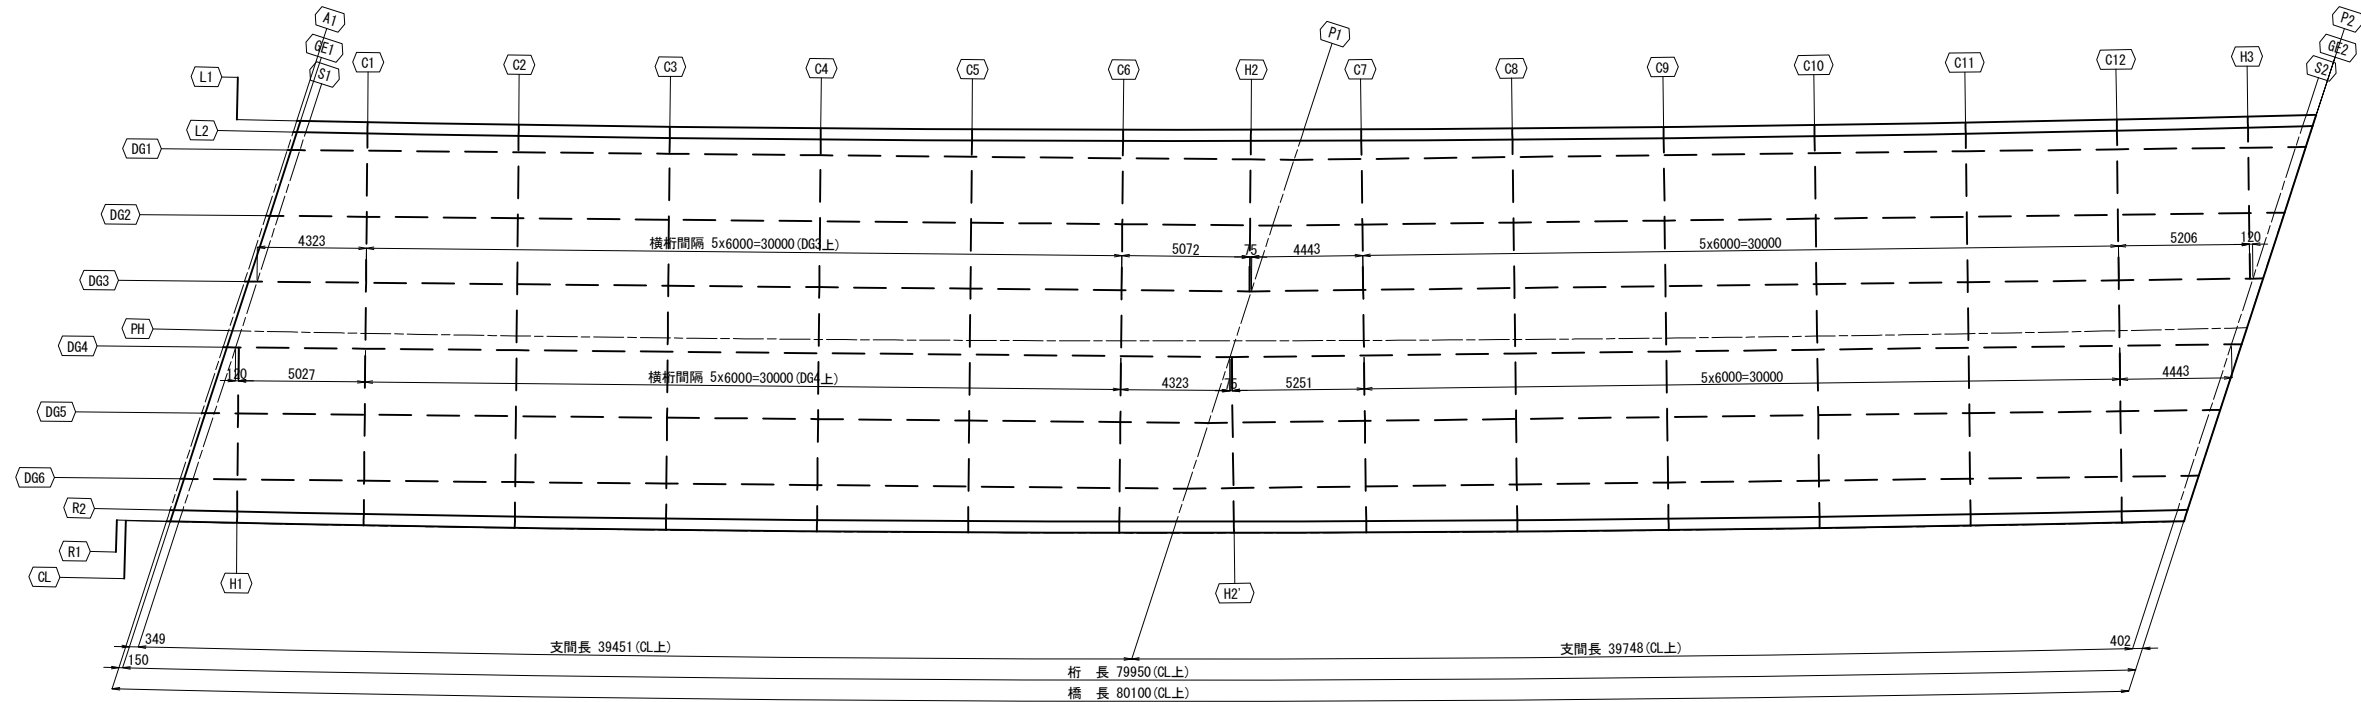 A1
GE1
S1
C1
C2
C3
C4
C5
C6
H2
P1
C7
C8
C9
C10
C11
C12
H3
P2
GE2
S2
L1
L2
DG1
DG2
4323
横桁間隔 5x6000=30000(DG3上)
5072
75
4443
5x6000=30000
5206
120
DG3
PH
DG4
120
5027
横桁間隔 5x6000=30000(DG4上)
4323
75
5251
5x6000=30000
4443
DG5
DG6
R2
R1
CL
H1
H2'
349
支間長 39451(CL上)
支間長 39748(CL上)
402
150
桁 長 79950(CL上)
橋 長 80100(CL上)